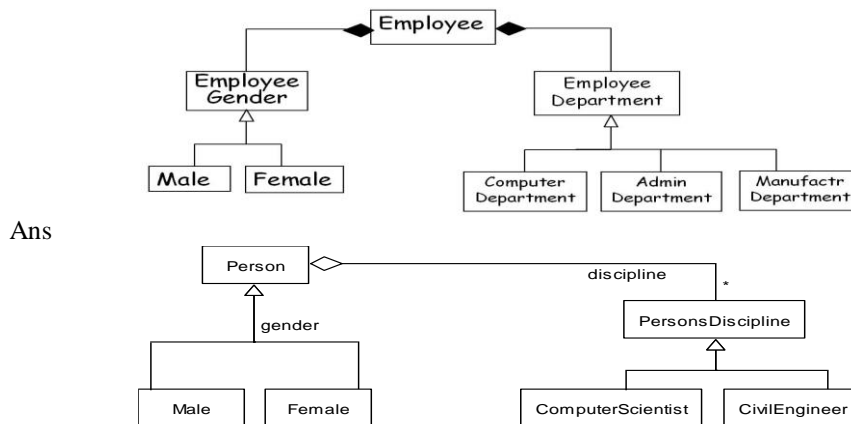 Employee
Employee
Gender
Employee
Department
Male
Female
Computer
Department
Admin
Department
Manufactr
Department
Ans
Person
discipline
*
gender
PersonsDiscipline
Male
Female
ComputerScientist
CivilEngineer